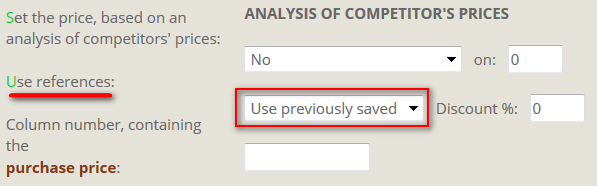 ANALYSIS OF COMPETITOR'S PRICES
Set the price, based on an
analysis of competitors' prices:
No on: 0
Use references:
Use previously saved Discount %: 0
Column number, containing
the
purchase price: